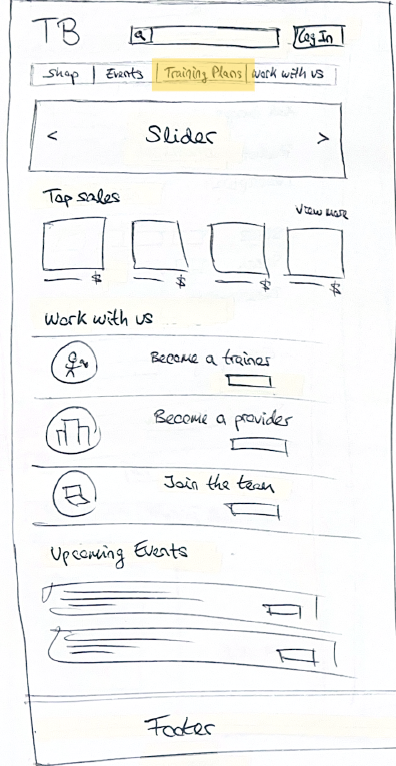 TB Log In
Shop Events Training Plans Work with us
< Slider >
Top sales
View more
$ $ $ $
Work with us
Become a trainer
Become a provider
Join the team
Upcoming Events
Footer